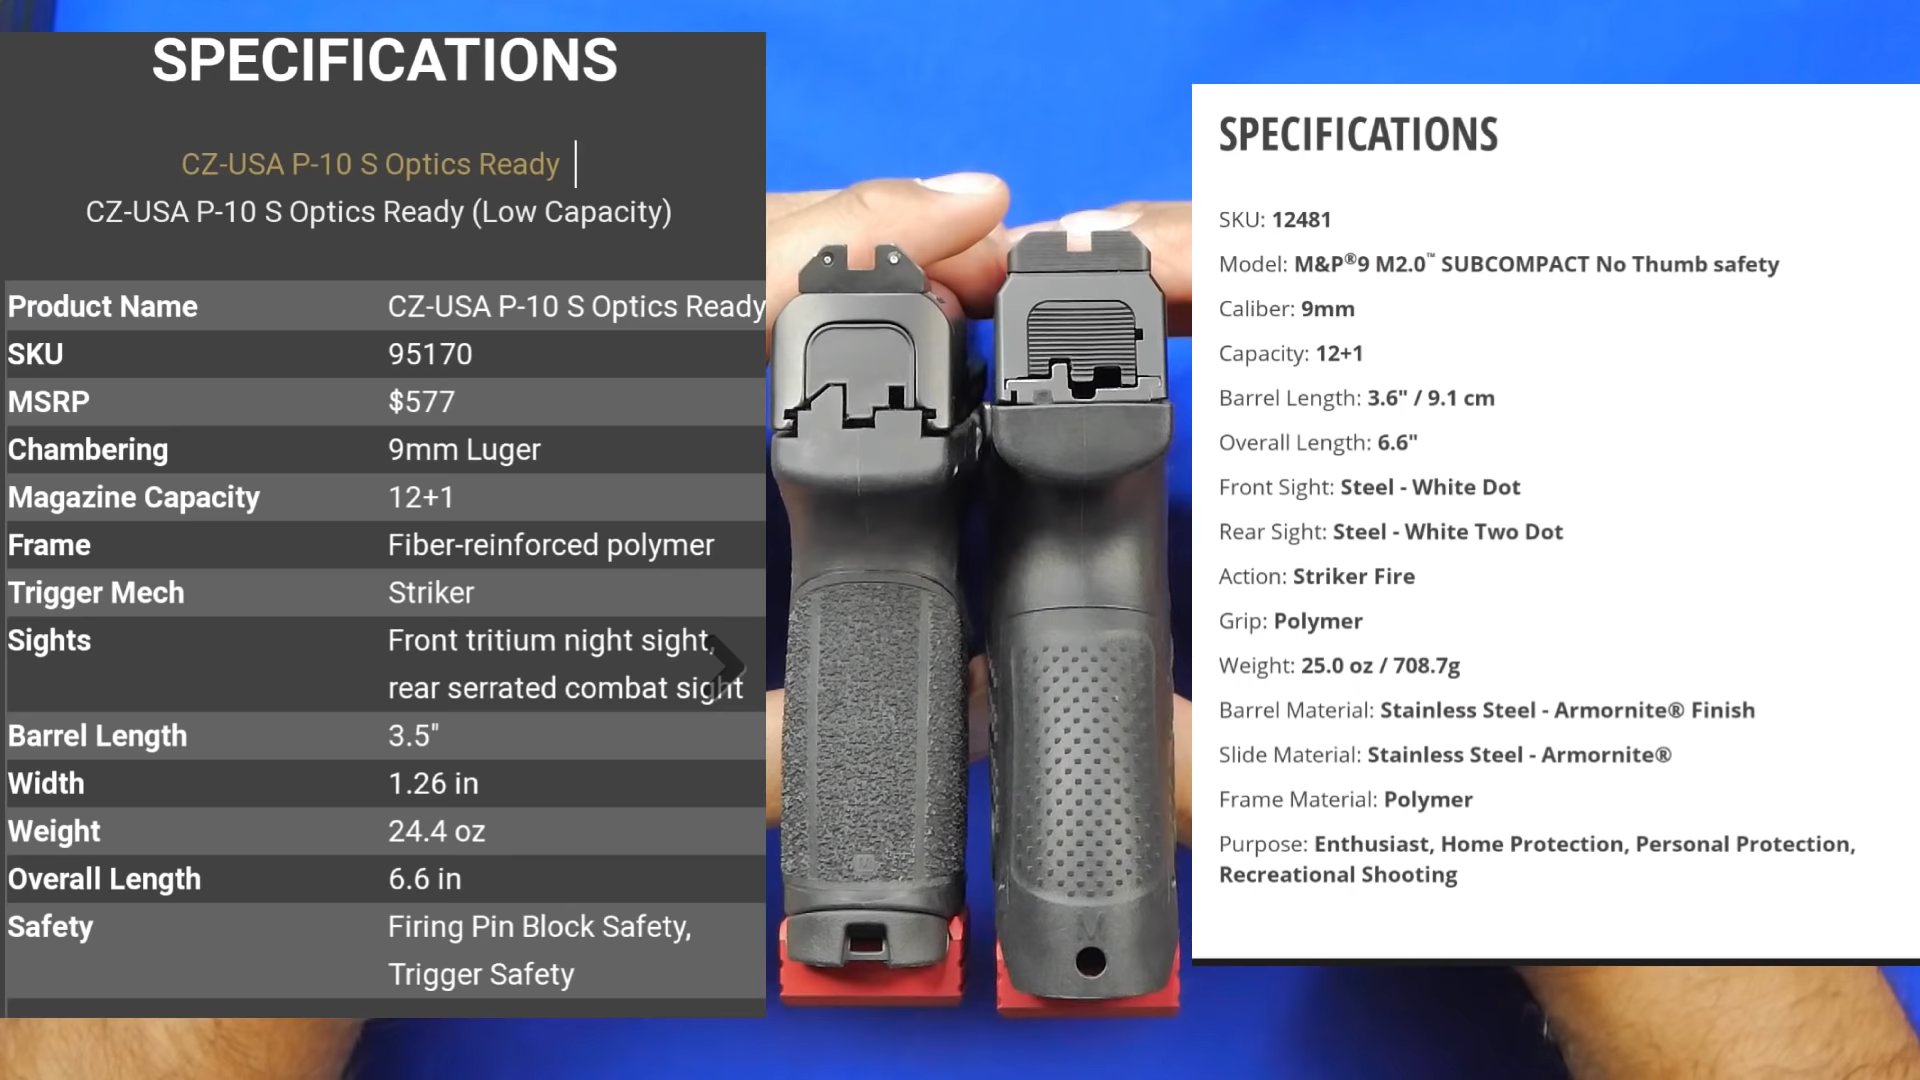 SPECIFICATIONS
CZ-USA P-10 S Optics Ready
CZ-USA P-10 S Optics Ready (Low Capacity)
Product Name CZ-USA P-10 S Optics Ready
SKU 95170
MSRP $577
Chambering 9mm Luger
Magazine Capacity 12+1
Frame Fiber-reinforced polymer
Trigger Mech Striker
Sights Front tritium night sight,
rear serrated combat sight
Barrel Length 3.5"
Width 1.26 in
Weight 24.4 oz
Overall Length 6.6 in
Safety Firing Pin Block Safety,
Trigger Safety
SPECIFICATIONS
SKU: 12481
Model: M&P®9 M2.0™ SUBCOMPACT No Thumb safety
Caliber: 9mm
Capacity: 12+1
Barrel Length: 3.6" / 9.1 cm
Overall Length: 6.6"
Front Sight: Steel - White Dot
Rear Sight: Steel - White Two Dot
Action: Striker Fire
Grip: Polymer
Weight: 25.0 oz / 708.7g
Barrel Material: Stainless Steel - Armornite® Finish
Slide Material: Stainless Steel - Armornite®
Frame Material: Polymer
Purpose: Enthusiast, Home Protection, Personal Protection,
Recreational Shooting
M